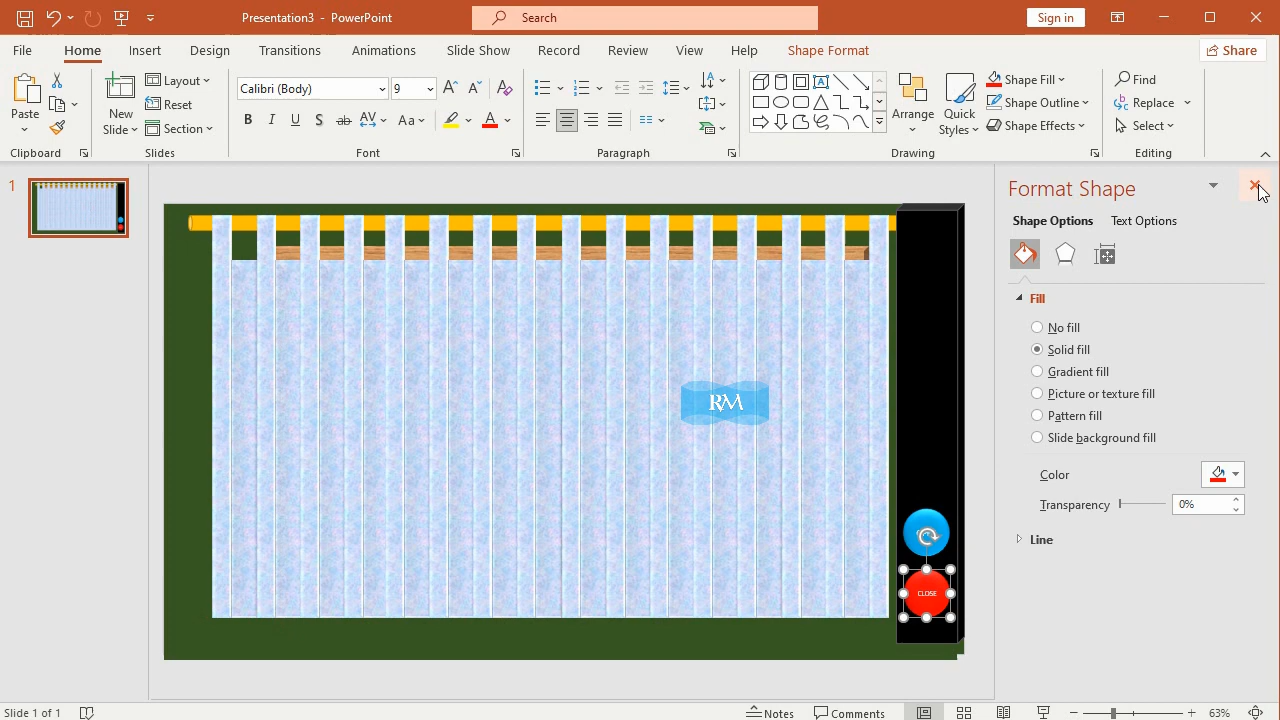 Presentation3 - PowerPoint
Search
Sign in
File Home Insert Design Transitions Animations Slide Show Record Review View Help Shape Format Share
Paste
Clipboard
New Slide
Layout
Reset
Section
Slides
Calibri (Body) 9
B I U S ab AV Aa
Font
Paragraph
Arrange
Quick Styles
Shape Fill
Shape Outline
Shape Effects
Drawing
Find
Replace
Select
Editing
1
RM
CLOSE
Format Shape
Shape Options Text Options
Fill
No fill
Solid fill
Gradient fill
Picture or texture fill
Pattern fill
Slide background fill
Color
Transparency 0%
Line
Slide 1 of 1
Notes Comments 63%